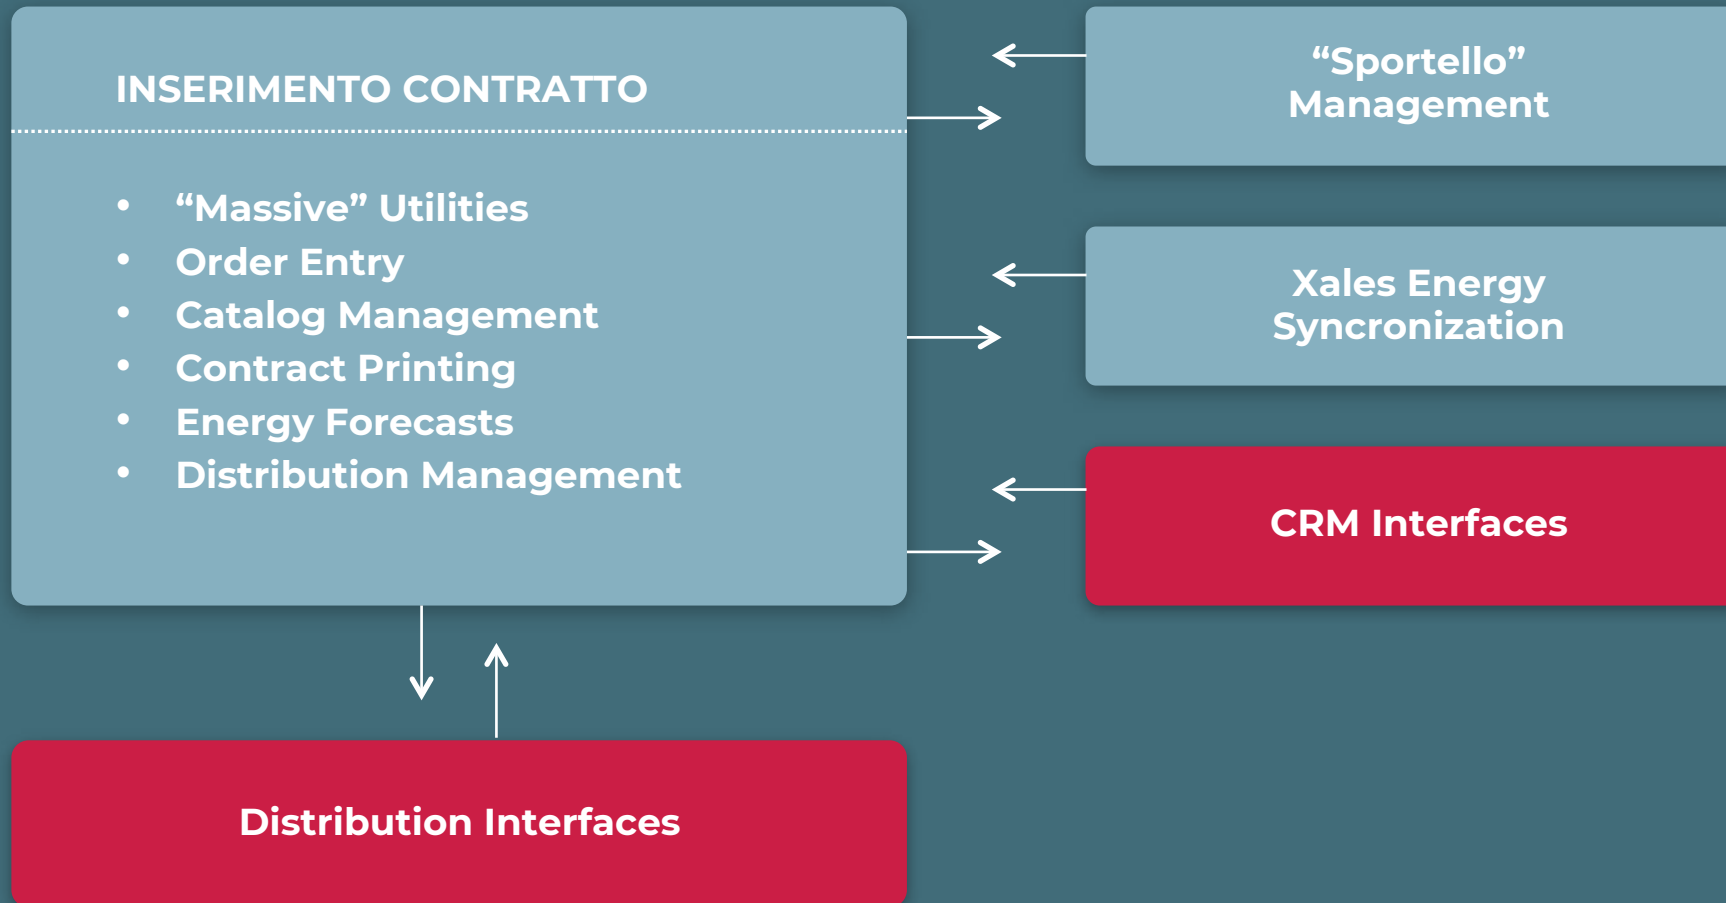 INSERIMENTO CONTRATTO
• “Massive” Utilities
• Order Entry
• Catalog Management
• Contract Printing
• Energy Forecasts
• Distribution Management
“Sportello”
Management
Xales Energy
Syncronization
CRM Interfaces
Distribution Interfaces